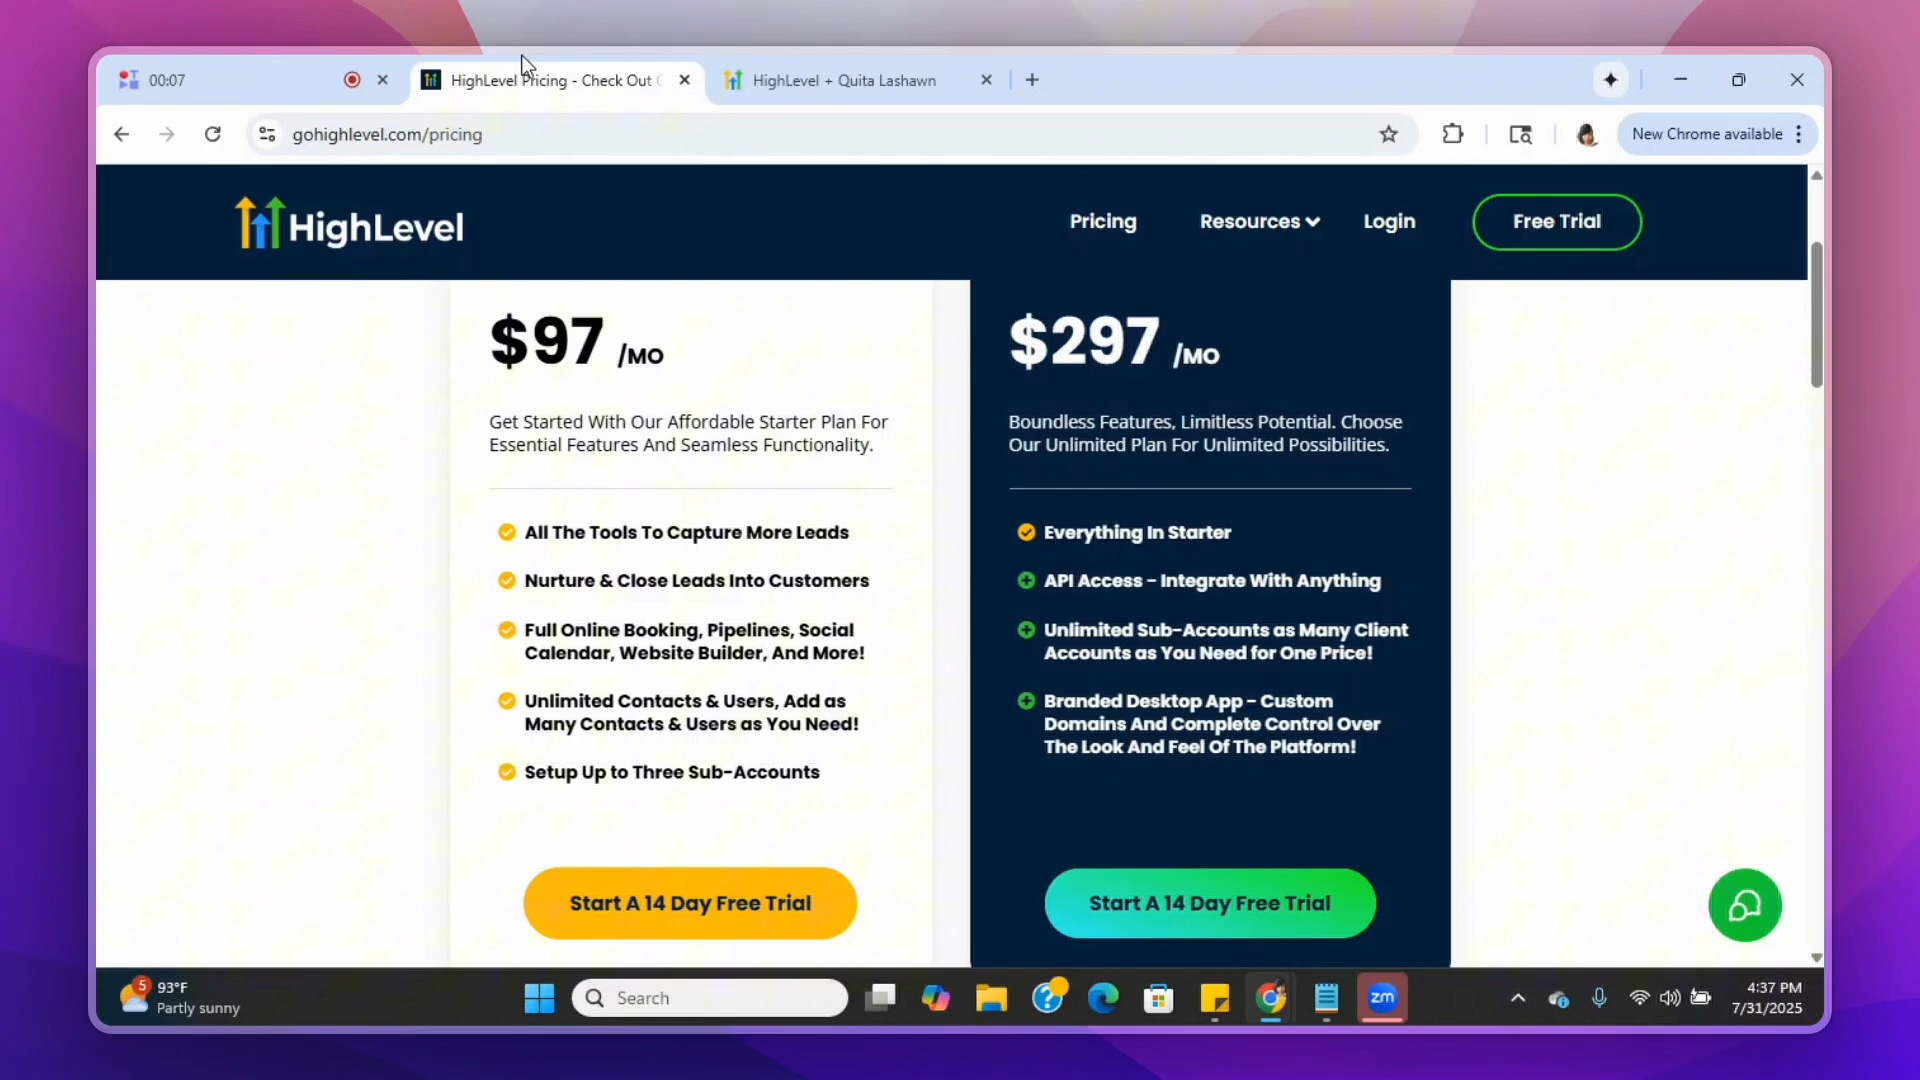 00:07
HighLevel Pricing - Check Out
HighLevel + Quita Lashawn
gohighlevel.com/pricing
New Chrome available
HighLevel
Pricing
Resources
Login
Free Trial
$97 /MO
Get Started With Our Affordable Starter Plan For
Essential Features And Seamless Functionality.
All The Tools To Capture More Leads
Nurture & Close Leads Into Customers
Full Online Booking, Pipelines, Social
Calendar, Website Builder, And More!
Unlimited Contacts & Users, Add as
Many Contacts & Users as You Need!
Setup Up to Three Sub-Accounts
Start A 14 Day Free Trial
$297 /MO
Boundless Features, Limitless Potential. Choose
Our Unlimited Plan For Unlimited Possibilities.
Everything In Starter
API Access - Integrate With Anything
Unlimited Sub-Accounts as Many Client
Accounts as You Need for One Price!
Branded Desktop App - Custom
Domains And Complete Control Over
The Look And Feel Of The Platform!
Start A 14 Day Free Trial
5
93°F
Partly sunny
Search
zm
4:37 PM
7/31/2025